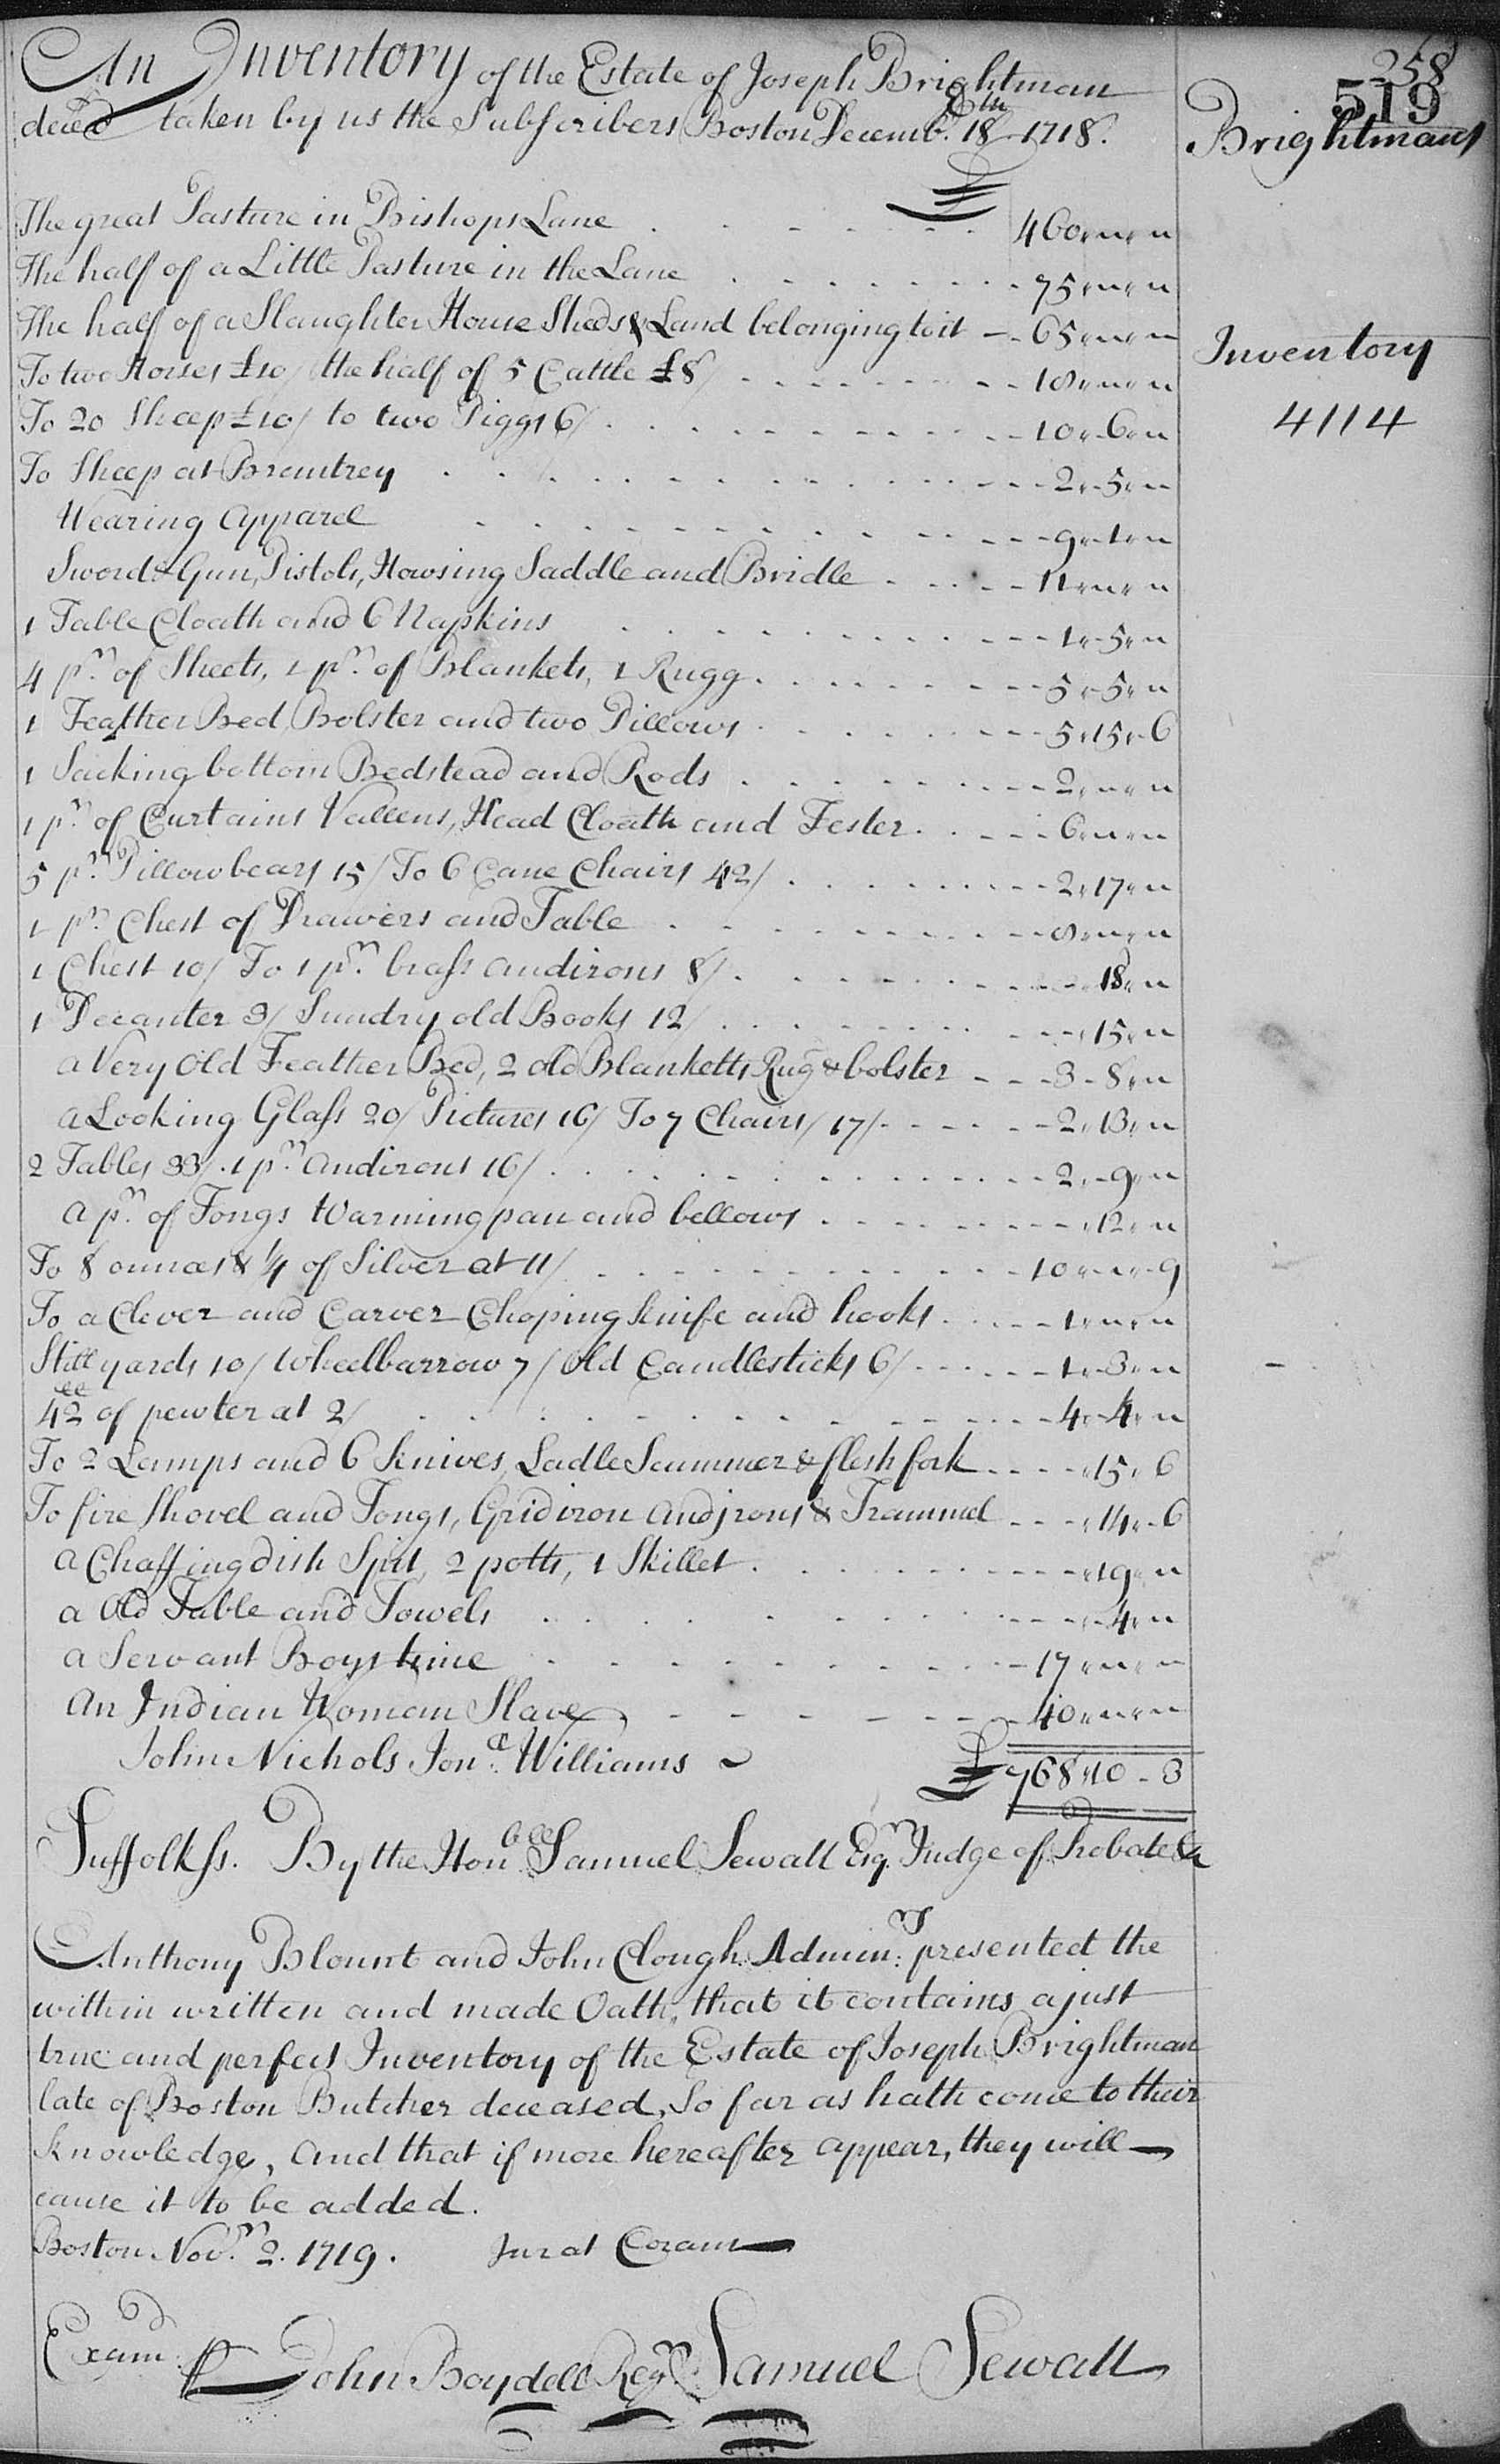 258
519
An Inventory of the Estate of Joseph Brightman
deced taken by us the Subscribers Boston Decemb.r 18th 1718.
Brightmans
Inventory
4114
£
The great Pasture in Bishops Lane . . . . 460 " " " "
The half of a Little Pasture in the Lane . . . . 75 " " " "
The half of a Slaughter House Sheds & Land belonging to it - - 65 " " " "
To two Horses £10/ the half of 5 Cattle £8/ . . . . 18 " " " "
To 20 Sheep £10/ to two Piggs 6/ . . . . 10 " 6 " "
To Sheep at Braintrey . . . . 2 " 5 " "
Wearing Apparel . . . . 9 " 1 " "
Sword & Gun, Pistols, Howsing Saddle and Bridle . . . . 11 " " " "
1 Table Cloath and 6 Napkins . . . . 1 " 5 " "
4 pr. of Sheets, 1 pr. of Blankets, 1 Rugg . . . . 5 " 5 " "
1 Feather Bed Bolster and two Pillows . . . . 5 " 15 " 6
1 Sacking bottom Bedstead and Rods . . . . 2 " " " "
1 pr. of Curtains Vallens, Head Cloath and Tester . . . . 6 " " " "
5 pr. Pillowbears 15/ To 6 Cane Chairs 42/ . . . . 2 " 17 " "
1 pr. Chest of Drawers and Table . . . . 8 " " " "
1 Chest 10/ To 1 pr. brass andirons 8/ . . . . 18 " "
1 Decanter 3/ Sundry old Books 12/ . . . . 15 " "
a Very Old Feather Bed, 2 old Blanketts Rug & bolster - - - 3 - 8 " "
a Looking Glass 20/ Pictures 16/ To 7 Chairs/ 17/ . . . . 2 " 13 " "
2 Tables 33/. 1 pr. Andirons 16/ . . . . 2 " 9 " "
A pr. of Tongs Warming pan and bellows . . . . 12 " "
To 8 ounces & 1/4 of Silver at 11/ . . . . 10 " " " 9
To a Clever and Carver Choping knife and hooks . . . . 1 " " " "
Still yards 10/ Wheelbarrow 7/ Old Candlesticks 6/ . . . . 1 " 3 " "
42 ll of pewter at 2/ . . . . 4 " 4 " "
To 2 Lamps and 6 knives, Ladle Scummer & flesh fork . . . . 15 " 6
To fire Shovel and Tongs, Gridiron Andjrons & Trammel - - - 14 " 6
a Chaffing dish Spit, 2 potts, 1 Skillet . . . . 19 " "
a Old Table and Towels . . . . 4 " "
a Servant Boys time . . . . 17 " " " "
An Indian Woman Slave . . . . 40 " " " "
John Nichols Jon.a Williams £ 768 " 10 - 3
Suffolk ss. By the Honble Samuel Sewall Esqr. Judge of Probate &c
Anthony Blount and John Clough Adminrs. presented the
within written and made Oath, that it contains a just
true and perfect Inventory of the Estate of Joseph Brightman
late of Boston Butcher deceased, So far as hath come to their
knowledge, And that if more hereafter appear, they will
cause it to be added.
Boston Novr. 2. 1719. Jurat Coram
Examd. p John Boydell Regr. Samuel Sewall